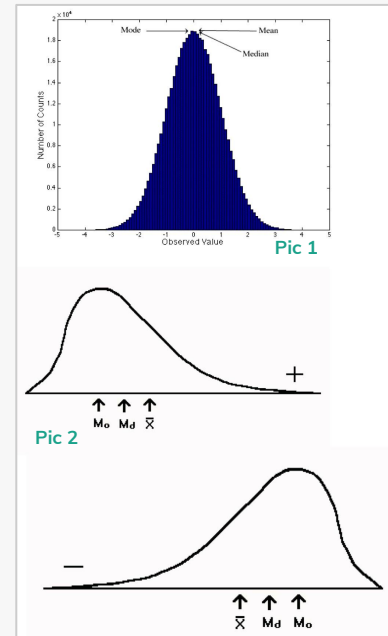 2 x 10⁴
Mode
Mean
Median
1.8
1.6
1.4
1.2
1
0.8
0.6
0.4
0.2
0
Number of Counts
-5 -4 -3 -2 -1 0 1 2 3 4 5
Observed Value
Pic 1
+
Mo Md x̄
Pic 2
−
x̄ Md Mo